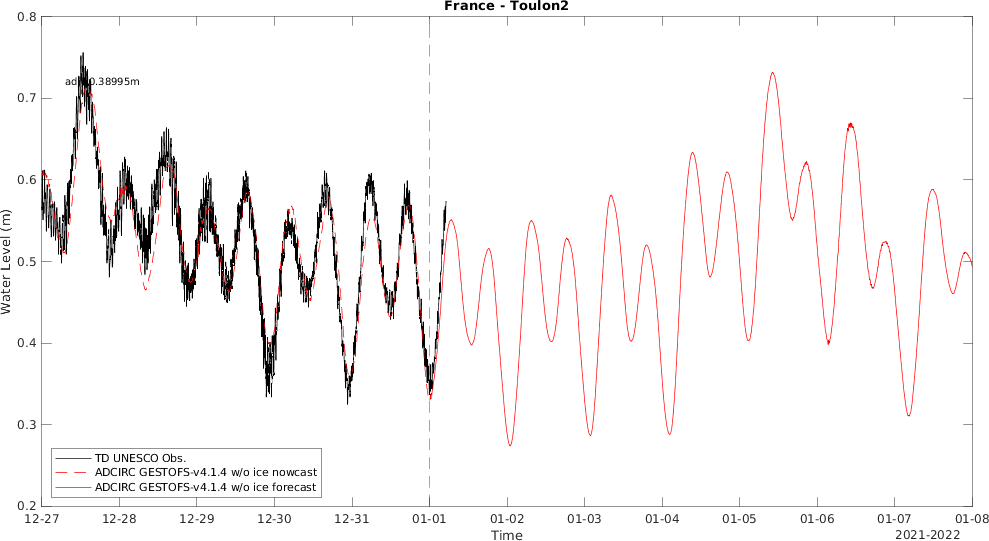 France - Toulon2
0.8
0.7
0.6
0.5
0.4
0.3
0.2
Water Level (m)
0.38995m
TD UNESCO Obs.
ADCIRC GESTOFS-v4.1.4 w/o ice nowcast
ADCIRC GESTOFS-v4.1.4 w/o ice forecast
12-27 12-28 12-29 12-30 12-31 01-01 01-02 01-03 01-04 01-05 01-06 01-07 01-08
Time
2021-2022